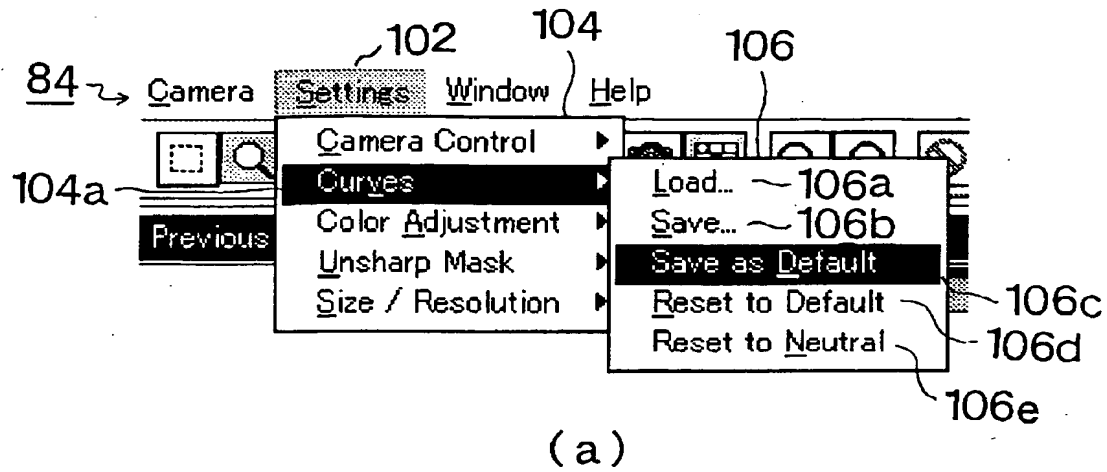 102 104 106
84 Camera Settings Window Help
Camera Control
104a Curves Load... 106a
Color Adjustment Save... 106b
Previous Unsharp Mask Save as Default
Size / Resolution Reset to Default 106c
Reset to Neutral 106d
106e
(a)